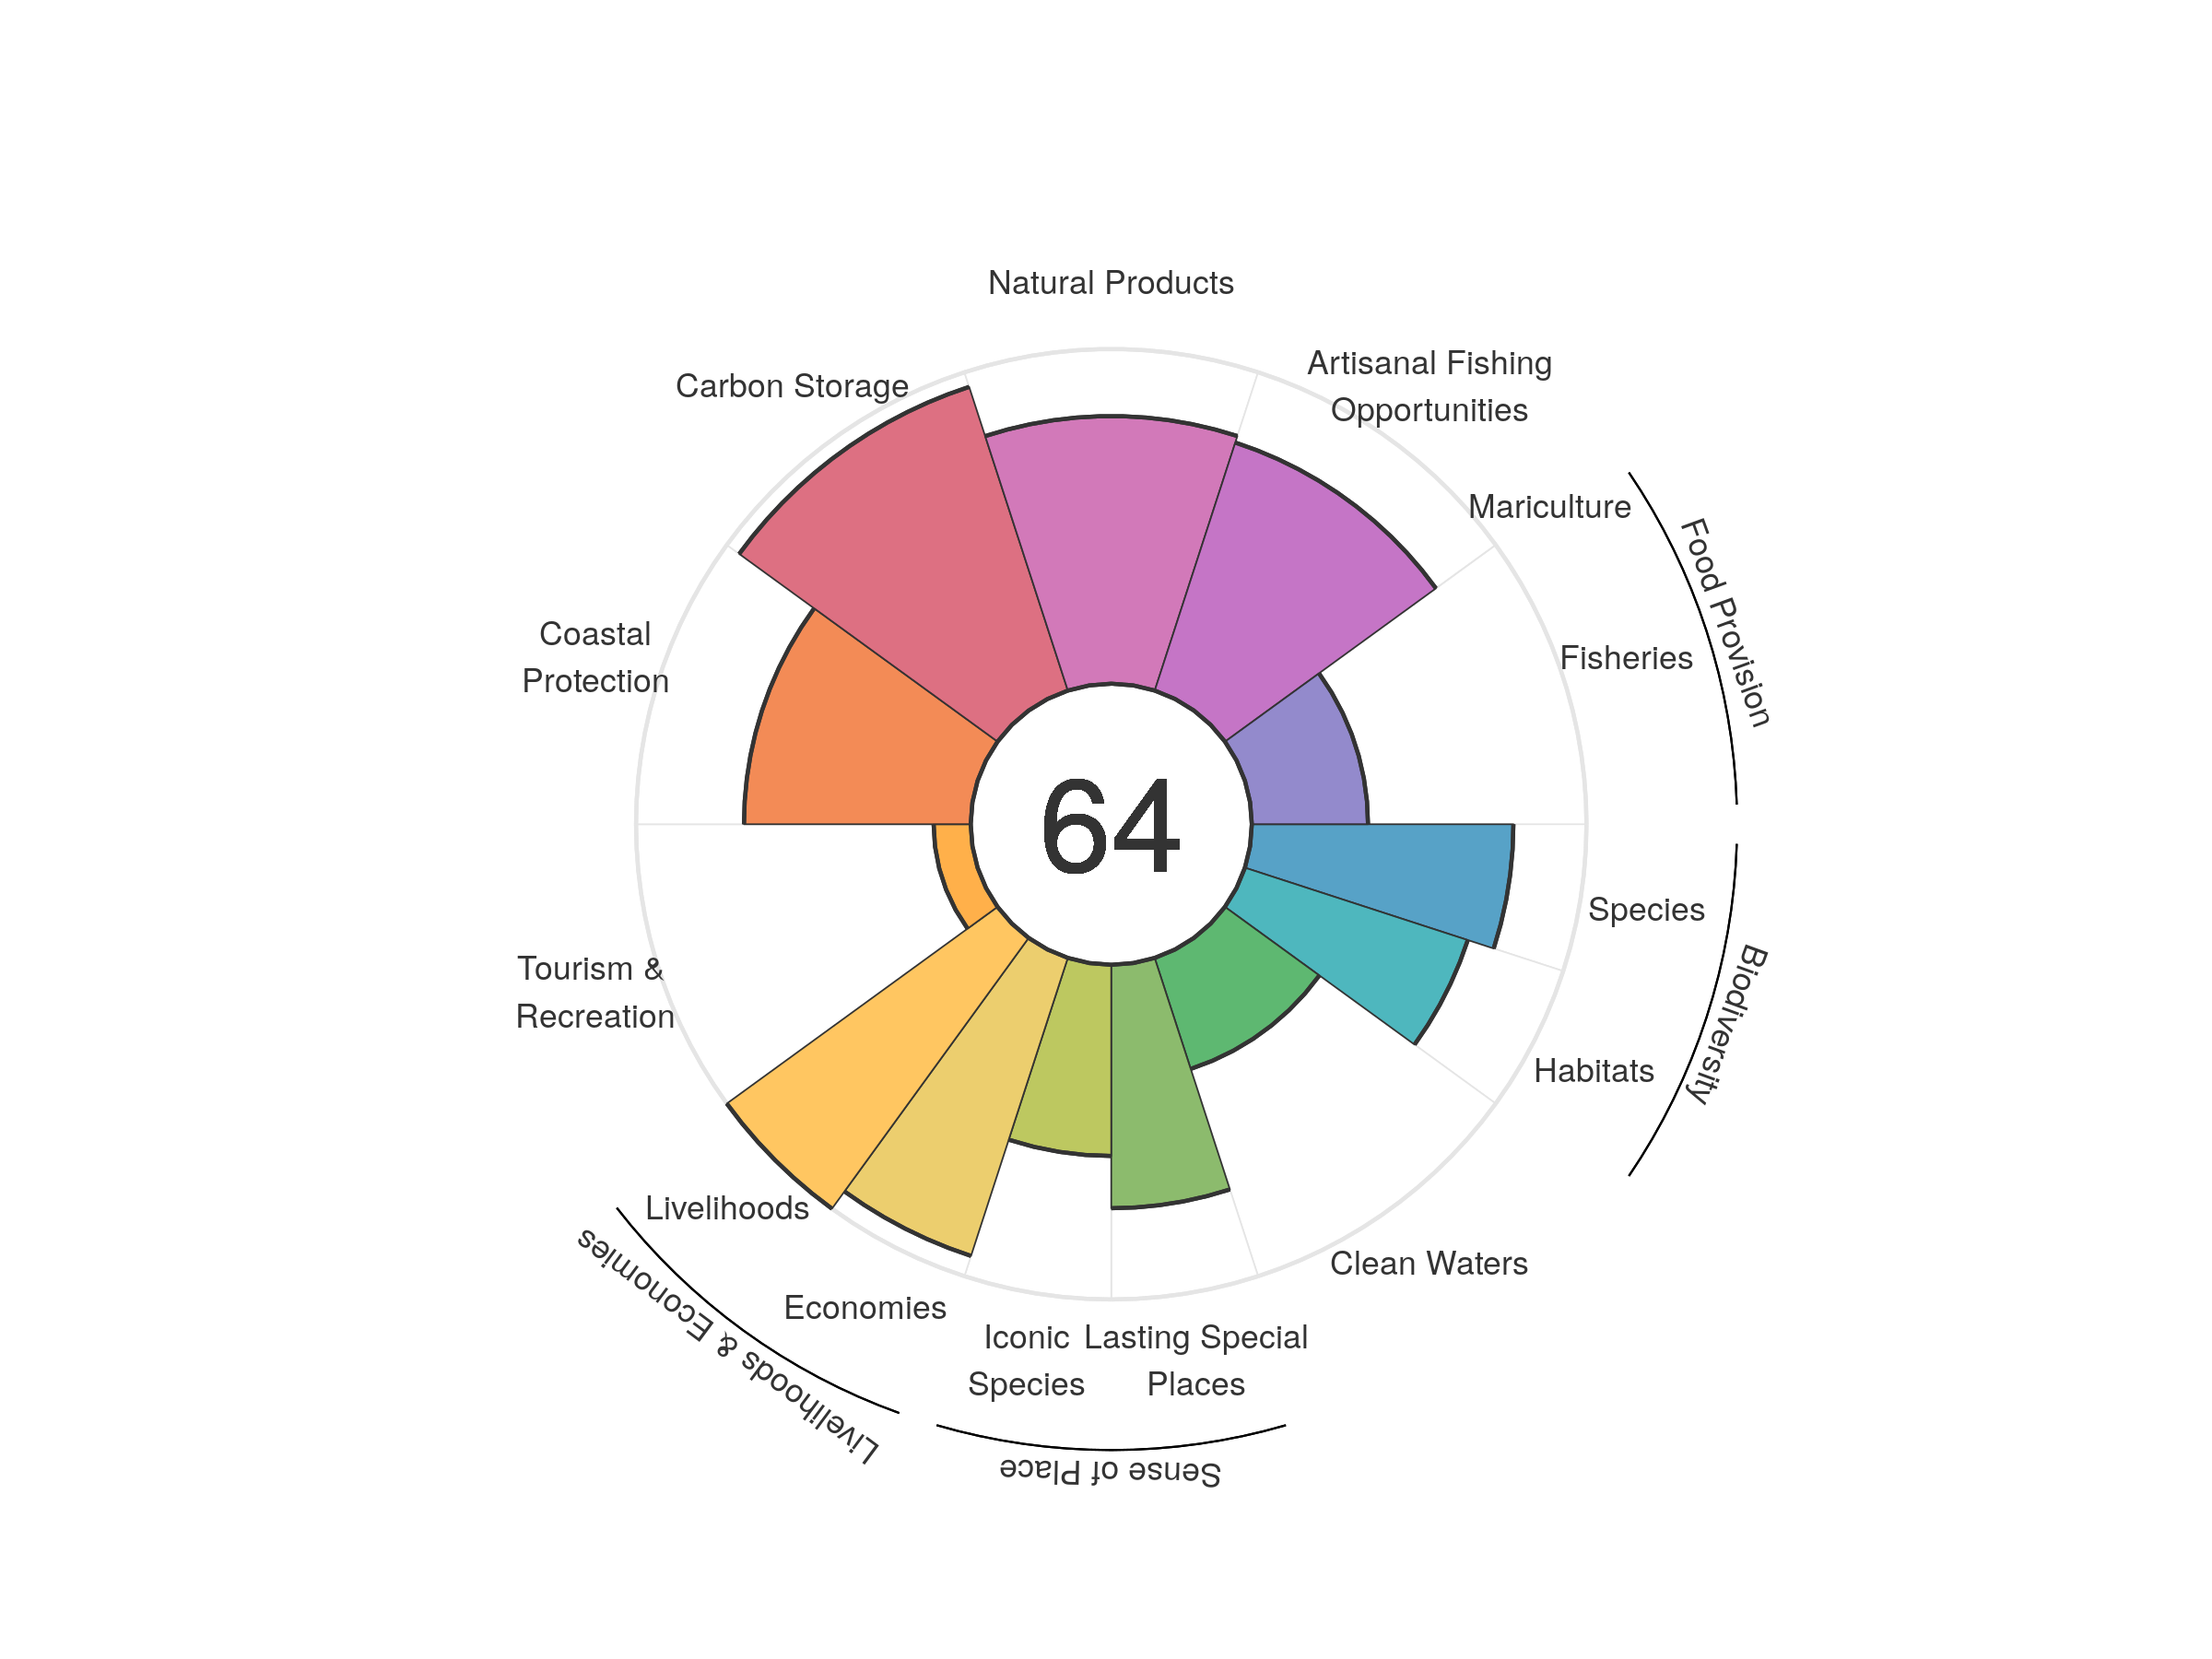 Natural Products
Artisanal Fishing
Opportunities
Carbon Storage
Mariculture
Food Provision
Coastal
Protection
Fisheries
64
Species
Biodiversity
Tourism &
Recreation
Habitats
Livelihoods
Clean Waters
Livelihoods & Economies
Economies
Iconic
Species
Lasting Special
Places
Sense of Place